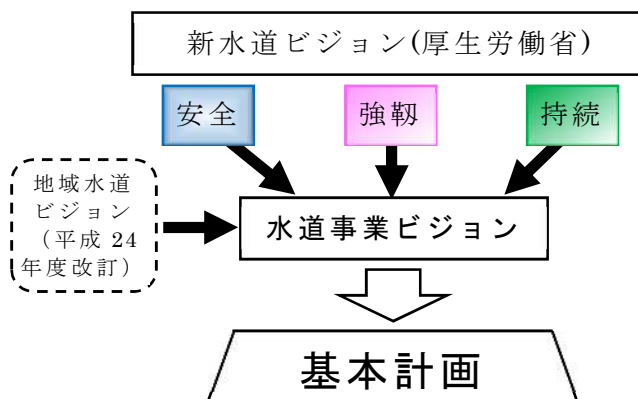 新水道ビジョン(厚生労働省)
安全
強靱
持続
地域水道
ビジョン
（平成 24
年度改訂）
水道事業ビジョン
基本計画